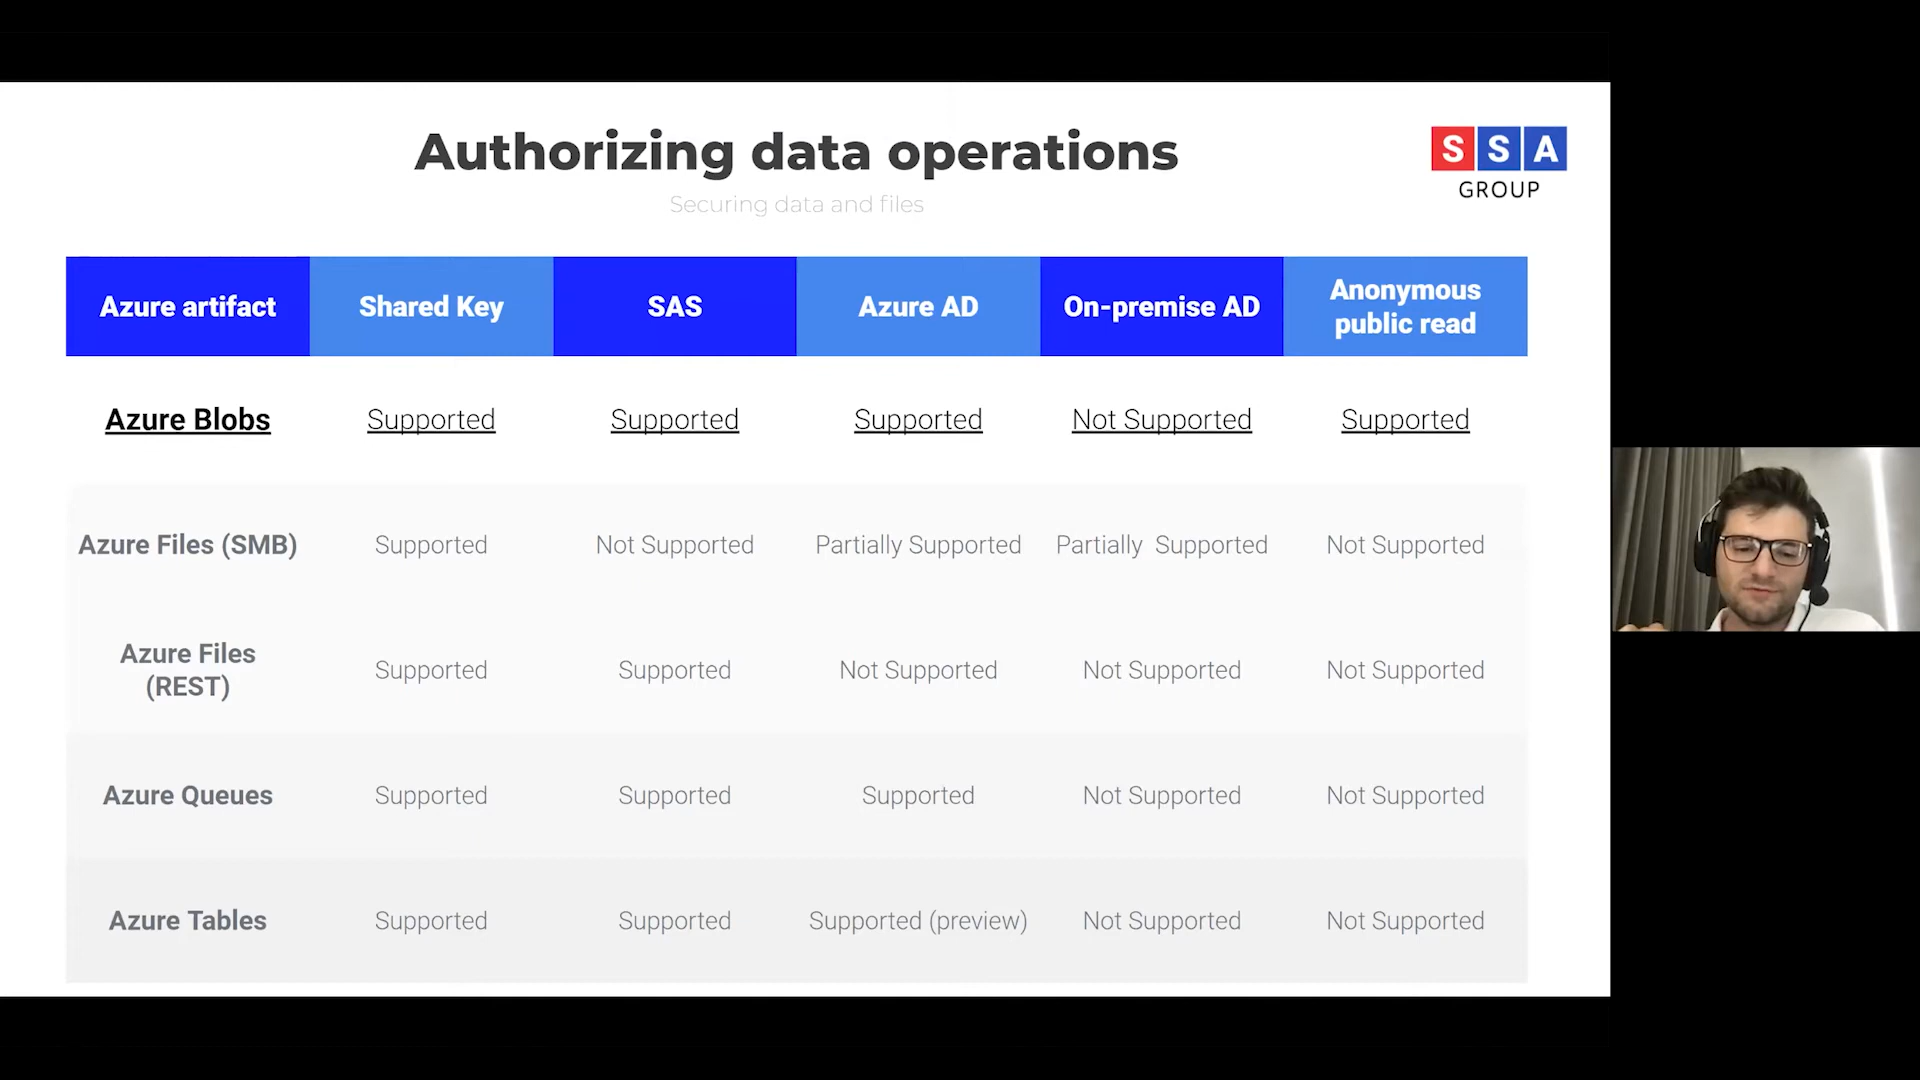 Authorizing data operations
Securing data and files
S S A
GROUP
Azure artifact Shared Key SAS Azure AD On-premise AD Anonymous public read
Azure Blobs Supported Supported Supported Not Supported Supported
Azure Files (SMB) Supported Not Supported Partially Supported Partially Supported Not Supported
Azure Files (REST) Supported Supported Not Supported Not Supported Not Supported
Azure Queues Supported Supported Supported Not Supported Not Supported
Azure Tables Supported Supported Supported (preview) Not Supported Not Supported